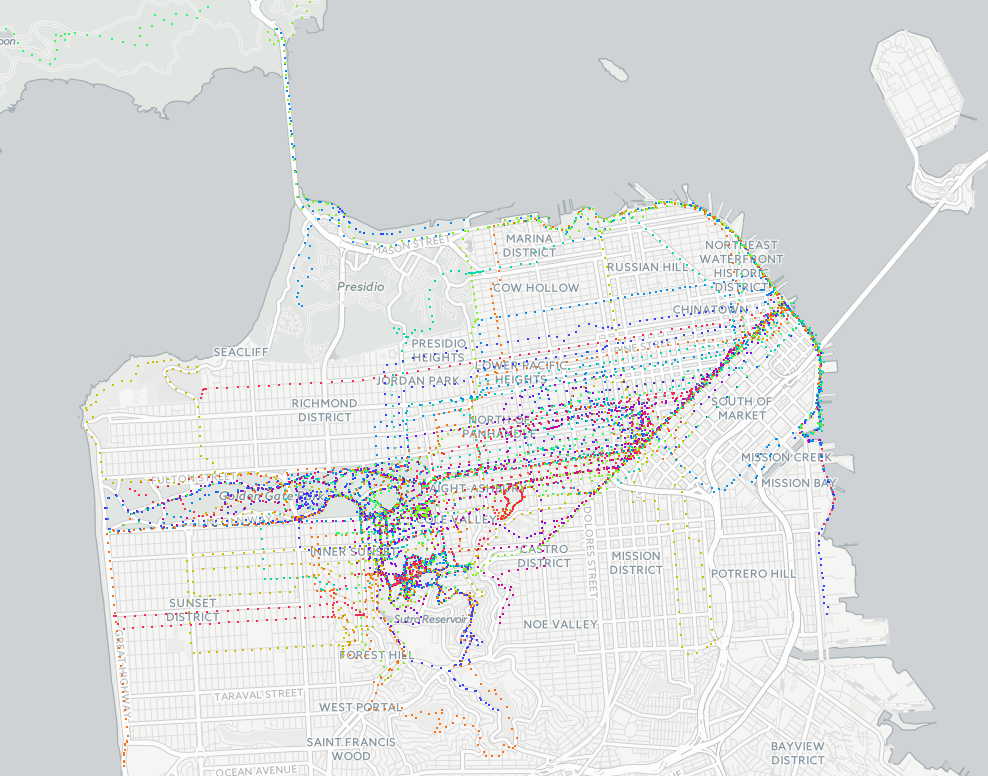 MASON STREET
MARINA
DISTRICT
NORTHEAST
WATERFRONT
HISTORIC
DISTRICT
RUSSIAN HILL
Presidio
COW HOLLOW
CHINATOWN
PRESIDIO
HEIGHTS
SEACLIFF
LOWER PACIFIC
HEIGHTS
JORDAN PARK
RICHMOND
DISTRICT
SOUTH OF
MARKET
NORTH OF
PANHANDLE
MISSION CREEK
FULTON STREET
MISSION BAY
HAIGHT-ASHBURY
Golden Gate
COLE VALLEY
DOLORES STREET
INNER SUNSET
CASTRO
DISTRICT
MISSION
DISTRICT
POTRERO HILL
SUNSET
DISTRICT
Sutro Reservoir
NOE VALLEY
GREAT HIGHWAY
FOREST HILL
TARAVAL STREET
WEST PORTAL
SAINT FRANCIS
WOOD
BAYVIEW
DISTRICT
OCEAN AVENUE